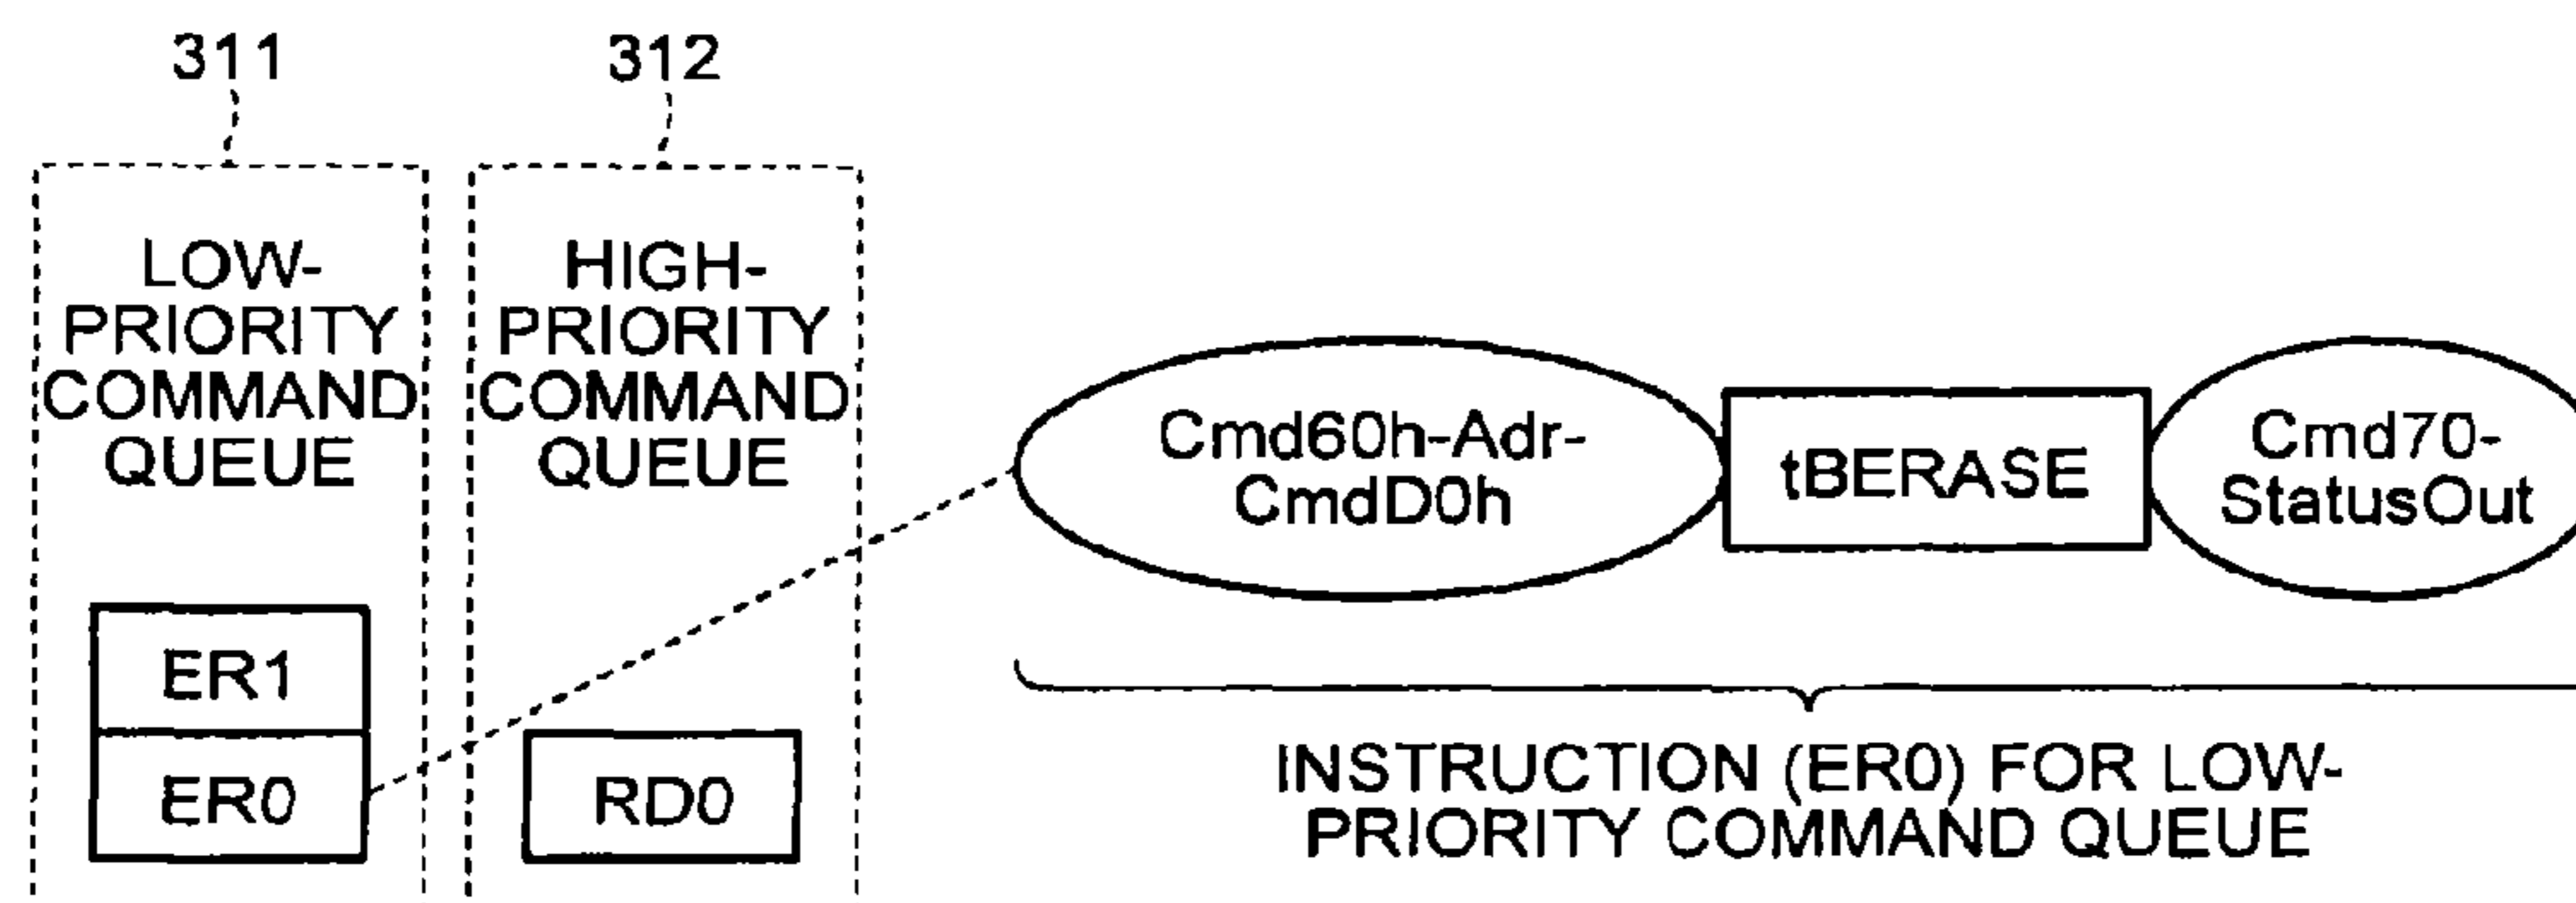 311
312
LOW-
PRIORITY
COMMAND
QUEUE
HIGH-
PRIORITY
COMMAND
QUEUE
ER1
ER0
RD0
Cmd60h-Adr-
CmdD0h
tBERASE
Cmd70-
StatusOut
INSTRUCTION (ER0) FOR LOW-
PRIORITY COMMAND QUEUE